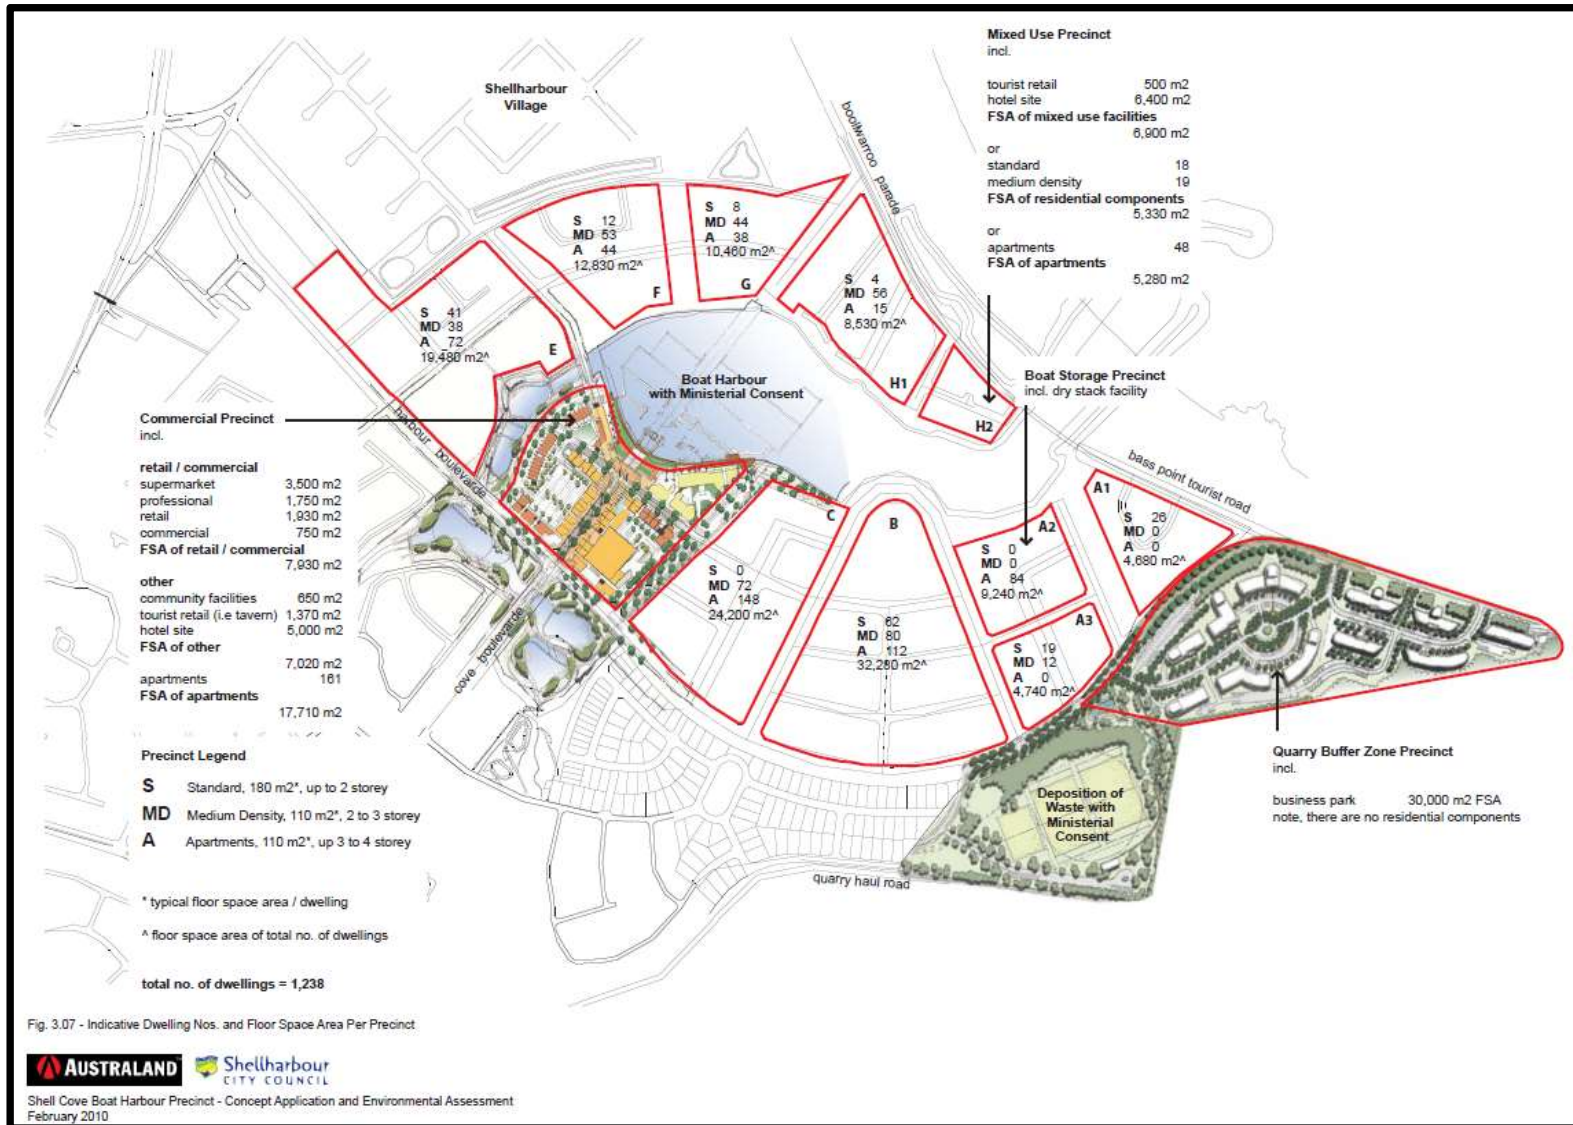 Mixed Use Precinct
incl.
tourist retail 500 m2
hotel site 6,400 m2
FSA of mixed use facilities
6,900 m2
or
standard 18
medium density 19
FSA of residential components
5,330 m2
or
apartments 48
FSA of apartments
5,280 m2
Shellharbour
Village
boollwarroo parade
S 12
MD 53
A 44
12,830 m2^
F
S 8
MD 44
A 38
10,460 m2^
G
S 4
MD 56
A 15
8,530 m2^
H1
H2
S 41
MD 38
A 72
19,480 m2^
E
Boat Harbour
with Ministerial Consent
Boat Storage Precinct
incl. dry stack facility
bass point tourist road
harbour boulevarde
cove boulevarde
Commercial Precinct
incl.
retail / commercial
supermarket 3,500 m2
professional 1,750 m2
retail 1,930 m2
commercial 750 m2
FSA of retail / commercial
7,930 m2
other
community facilities 650 m2
tourist retail (i.e tavern) 1,370 m2
hotel site 5,000 m2
FSA of other
7,020 m2
apartments 161
FSA of apartments
17,710 m2
C
S 0
MD 72
A 148
24,200 m2^
B
S 62
MD 80
A 112
32,280 m2^
A2
S 0
MD 0
A 84
9,240 m2^
A1
S 26
MD 0
A 0
4,680 m2^
A3
S 19
MD 12
A 0
4,740 m2^
Quarry Buffer Zone Precinct
incl.
business park 30,000 m2 FSA
note, there are no residential components
Deposition of
Waste with
Ministerial
Consent
quarry haul road
Precinct Legend
S Standard, 180 m2*, up to 2 storey
MD Medium Density, 110 m2*, 2 to 3 storey
A Apartments, 110 m2*, up 3 to 4 storey
* typical floor space area / dwelling
^ floor space area of total no. of dwellings
total no. of dwellings = 1,238
Fig. 3.07 - Indicative Dwelling Nos. and Floor Space Area Per Precinct
AUSTRALAND
Shellharbour
CITY COUNCIL
Shell Cove Boat Harbour Precinct - Concept Application and Environmental Assessment
February 2010